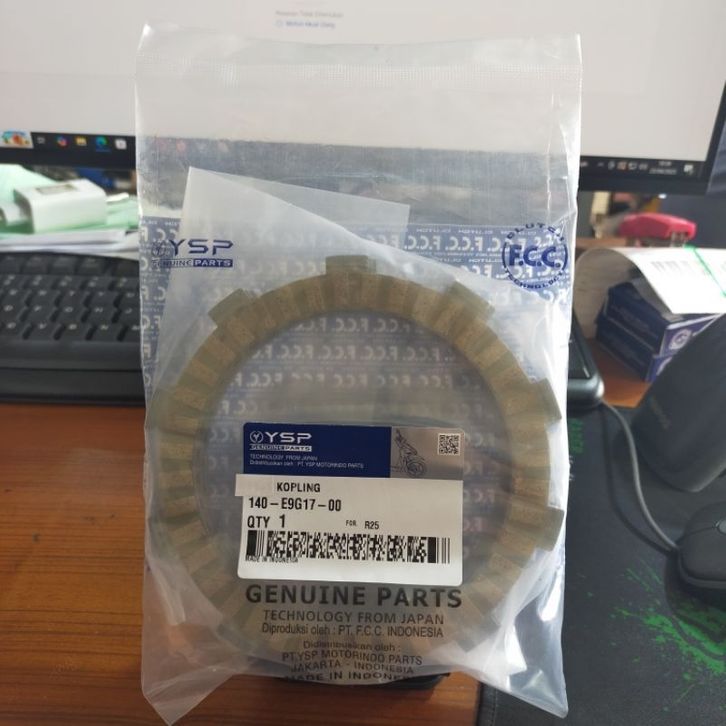 YSP
GENUINE PARTS
CLUTCH
F.C.C.
TECHNOLOGY
YSP
GENUINE PARTS
TECHNOLOGY FROM JAPAN
Didistribusikan oleh : PT. YSP MOTORINDO PARTS
KOPLING
140-E9G17-00
QTY 1
FOR. R25
MADE IN INDONESIA
GENUINE PARTS
TECHNOLOGY FROM JAPAN
Diproduksi oleh : PT. F.C.C. INDONESIA
Didistribusikan oleh :
PT.YSP MOTORINDO PARTS
JAKARTA - INDONESIA
MADE IN INDONESIA